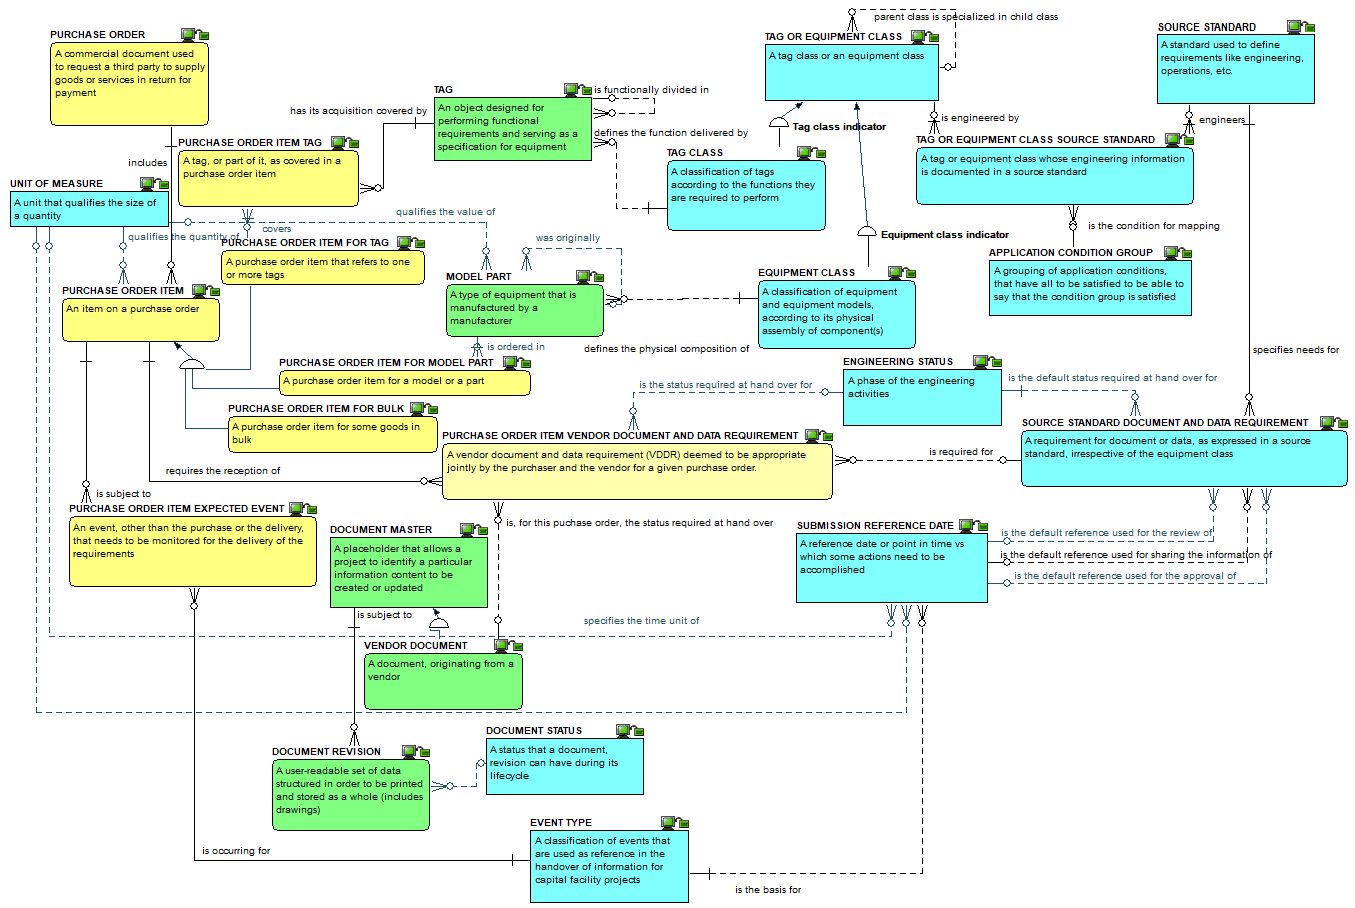 PURCHASE ORDER
A commercial document used
to request a third party to supply
goods or services in return for
payment
includes
PURCHASE ORDER ITEM TAG
A tag, or part of it, as covered in a
purchase order item
has its acquisition covered by
TAG
An object designed for
performing functional
requirements and serving as a
specification for equipment
is functionally divided in
defines the function delivered by
TAG CLASS
A classification of tags
according to the functions they
are required to perform
parent class is specialized in child class
TAG OR EQUIPMENT CLASS
A tag class or an equipment class
Tag class indicator
Equipment class indicator
is engineered by
SOURCE STANDARD
A standard used to define
requirements like engineering,
operations, etc.
engineers
TAG OR EQUIPMENT CLASS SOURCE STANDARD
A tag or equipment class whose engineering information
is documented in a source standard
is the condition for mapping
APPLICATION CONDITION GROUP
A grouping of application conditions,
that have all to be satisfied to be able to
say that the condition group is satisfied
UNIT OF MEASURE
A unit that qualifies the size of
a quantity
qualifies the value of
qualifies the quantity of
covers
PURCHASE ORDER ITEM FOR TAG
A purchase order item that refers to one
or more tags
was originally
MODEL PART
A type of equipment that is
manufactured by a
manufacturer
is ordered in
EQUIPMENT CLASS
A classification of equipment
and equipment models,
according to its physical
assembly of component(s)
defines the physical composition of
PURCHASE ORDER ITEM
An item on a purchase order
PURCHASE ORDER ITEM FOR MODEL PART
A purchase order item for a model or a part
PURCHASE ORDER ITEM FOR BULK
A purchase order item for some goods in
bulk
ENGINEERING STATUS
A phase of the engineering
activities
is the status required at hand over for
is the default status required at hand over for
specifies needs for
PURCHASE ORDER ITEM VENDOR DOCUMENT AND DATA REQUIREMENT
A vendor document and data requirement (VDDR) deemed to be appropriate
jointly by the purchaser and the vendor for a given purchase order.
is required for
SOURCE STANDARD DOCUMENT AND DATA REQUIREMENT
A requirement for document or data, as expressed in a source
standard, irrespective of the equipment class
requires the reception of
is subject to
PURCHASE ORDER ITEM EXPECTED EVENT
An event, other than the purchase or the delivery,
that needs to be monitored for the delivery of the
requirements
DOCUMENT MASTER
A placeholder that allows a
project to identify a particular
information content to be
created or updated
is, for this puchase order, the status required at hand over
SUBMISSION REFERENCE DATE
A reference date or point in time vs
which some actions need to be
accomplished
is the default reference used for the review of
is the default reference used for sharing the information of
is the default reference used for the approval of
is subject to
specifies the time unit of
VENDOR DOCUMENT
A document, originating from a
vendor
DOCUMENT REVISION
A user-readable set of data
structured in order to be printed
and stored as a whole (includes
drawings)
DOCUMENT STATUS
A status that a document,
revision can have during its
lifecycle
EVENT TYPE
A classification of events that
are used as reference in the
handover of information for
capital facility projects
is occurring for
is the basis for